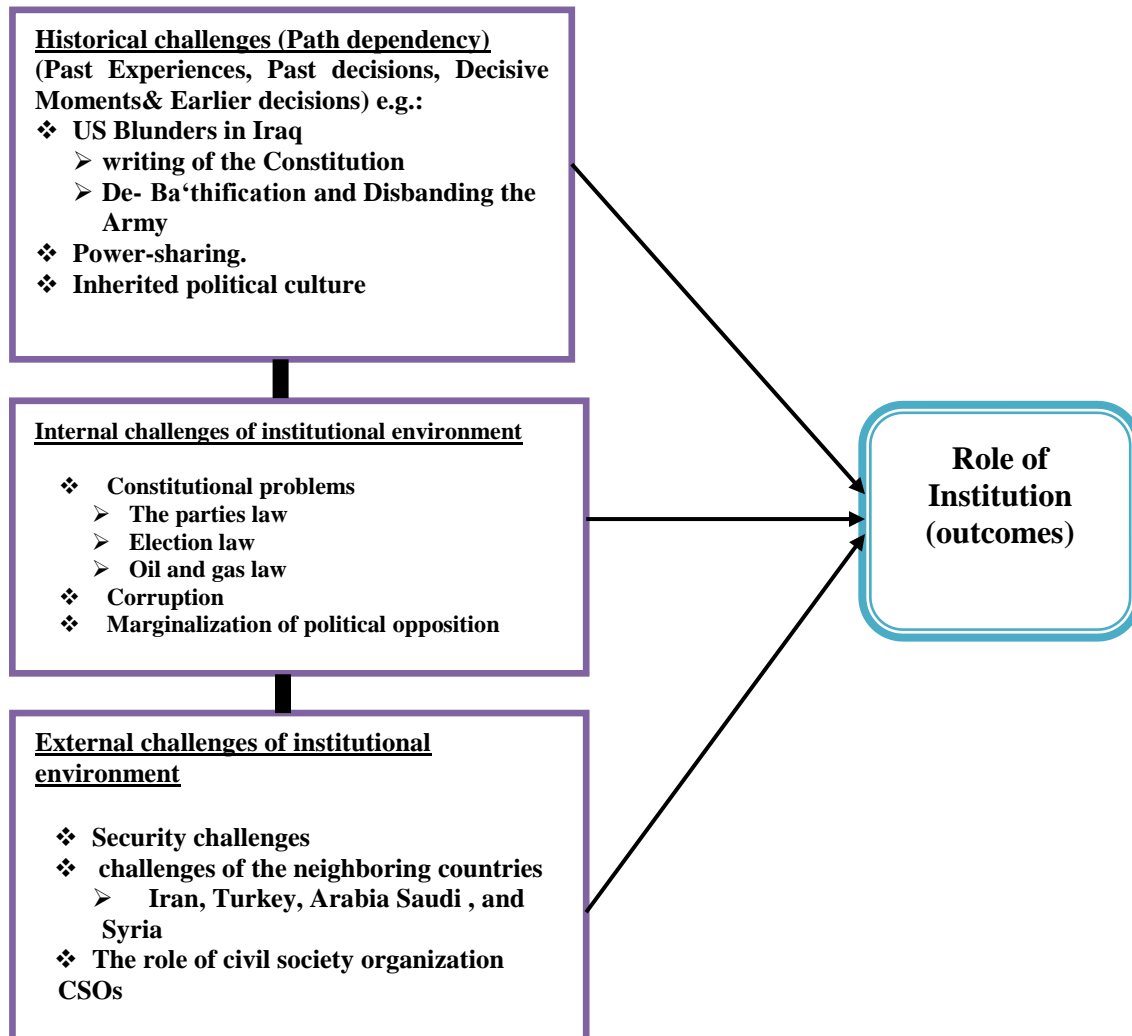 Historical challenges (Path dependency)
(Past Experiences, Past decisions, Decisive
Moments& Earlier decisions) e.g.:
❖ US Blunders in Iraq
➢ writing of the Constitution
➢ De- Ba‘thification and Disbanding the
Army
❖ Power-sharing.
❖ Inherited political culture
Internal challenges of institutional environment
❖ Constitutional problems
➢ The parties law
➢ Election law
➢ Oil and gas law
❖ Corruption
❖ Marginalization of political opposition
External challenges of institutional
environment
❖ Security challenges
❖ challenges of the neighboring countries
➢ Iran, Turkey, Arabia Saudi , and
Syria
❖ The role of civil society organization
CSOs
Role of
Institution
(outcomes)